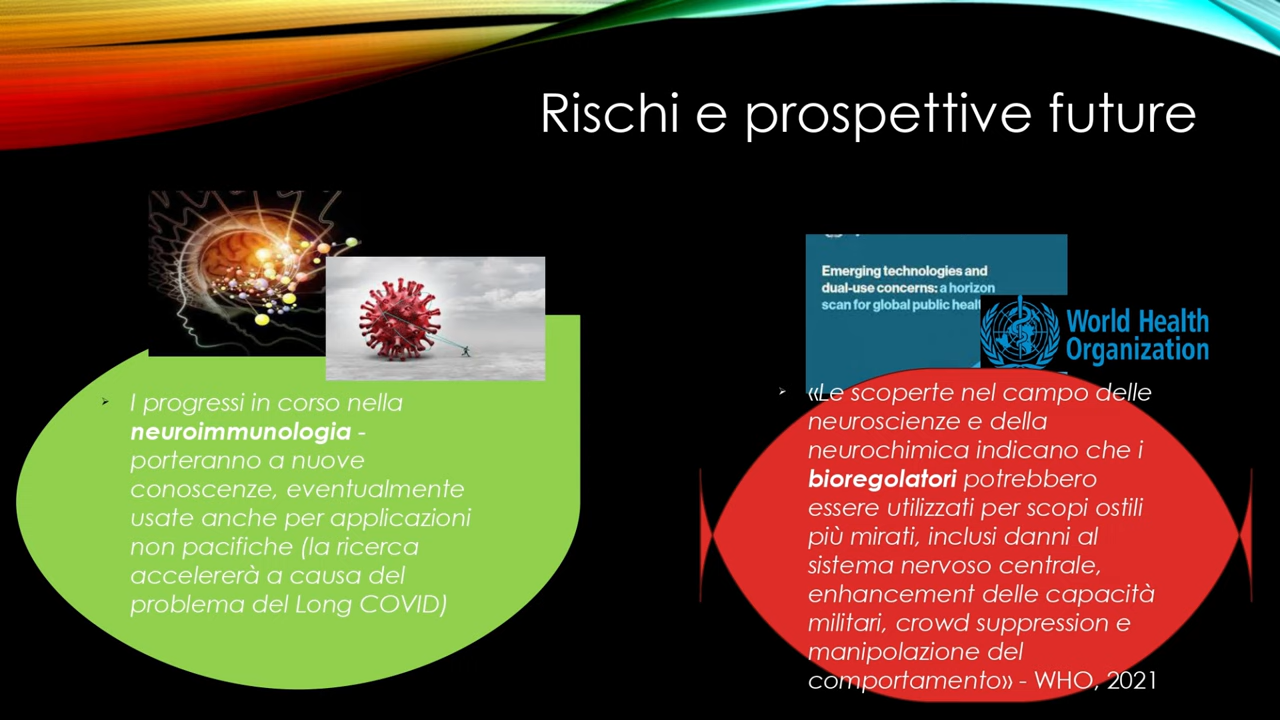 Rischi e prospettive future
I progressi in corso nella
neuroimmunologia -
porteranno a nuove
conoscenze, eventualmente
usate anche per applicazioni
non pacifiche (la ricerca
accelererà a causa del
problema del Long COVID)
Emerging technologies and
dual-use concerns: a horizon
scan for global public healt
World Health
Organization
«Le scoperte nel campo delle
neuroscienze e della
neurochimica indicano che i
bioregolatori potrebbero
essere utilizzati per scopi ostili
più mirati, inclusi danni al
sistema nervoso centrale,
enhancement delle capacità
militari, crowd suppression e
manipolazione del
comportamento» - WHO, 2021